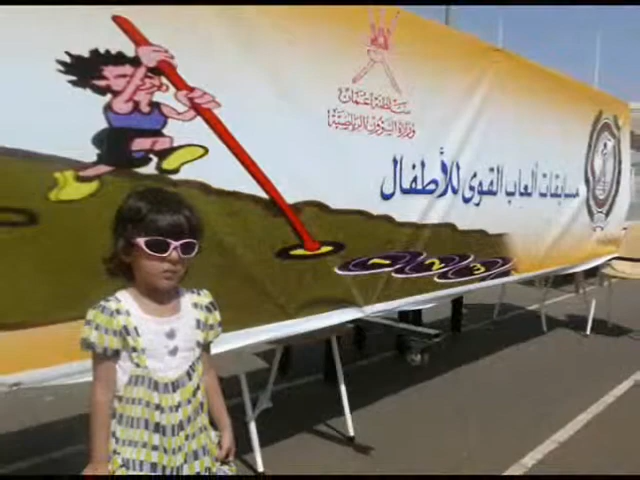 سلطنة عُمان
وزارة الشؤون الرياضية
مسابقات ألعاب القوى للأطفال
1 2 3